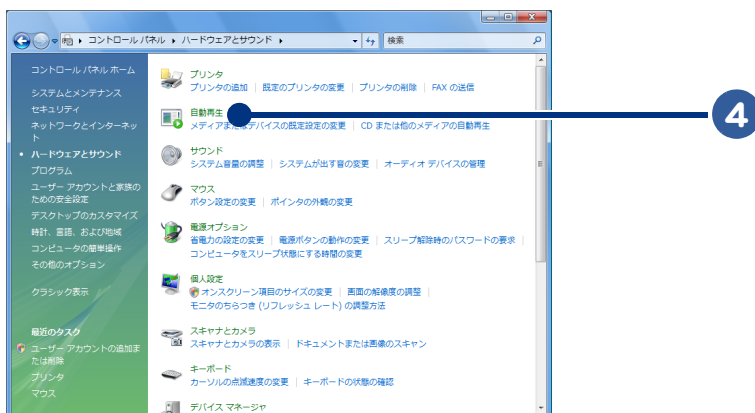 コントロール パネル ▸ ハードウェアとサウンド ▸
検索
コントロール パネル ホーム
システムとメンテナンス
セキュリティ
ネットワークとインターネッ
ト
• ハードウェアとサウンド
プログラム
ユーザー アカウントと家族の
ための安全設定
デスクトップのカスタマイズ
時計、言語、および地域
コンピュータの簡単操作
その他のオプション
クラシック表示
最近のタスク
ユーザー アカウントの追加ま
たは削除
プリンタ
マウス
プリンタ
プリンタの追加 | 既定のプリンタの変更 | プリンタの削除 | FAX の送信
自動再生
メディアまたはデバイスの既定設定の変更 | CD または他のメディアの自動再生
サウンド
システム音量の調整 | システムが出す音の変更 | オーディオ デバイスの管理
マウス
ボタン設定の変更 | ポインタの外観の変更
電源オプション
省電力の設定の変更 | 電源ボタンの動作の変更 | スリープ解除時のパスワードの要求 |
コンピュータをスリープ状態にする時間の変更
個人設定
オンスクリーン項目のサイズの変更 | 画面の解像度の調整 |
モニタのちらつき (リフレッシュ レート) の調整方法
スキャナとカメラ
スキャナとカメラの表示 | ドキュメントまたは画像のスキャン
キーボード
カーソルの点滅速度の変更 | キーボードの状態の確認
デバイス マネージャ
4